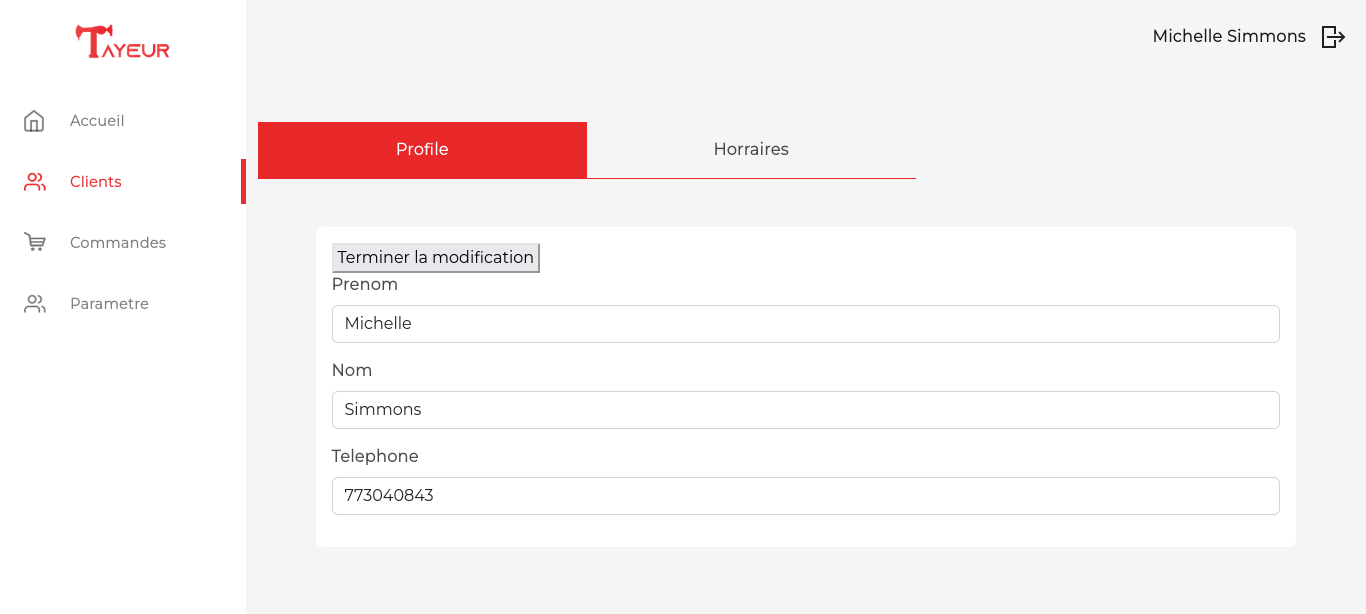 TAYEUR
Michelle Simmons
Accueil
Clients
Commandes
Parametre
Profile
Horraires
Terminer la modification
Prenom
Michelle
Nom
Simmons
Telephone
773040843